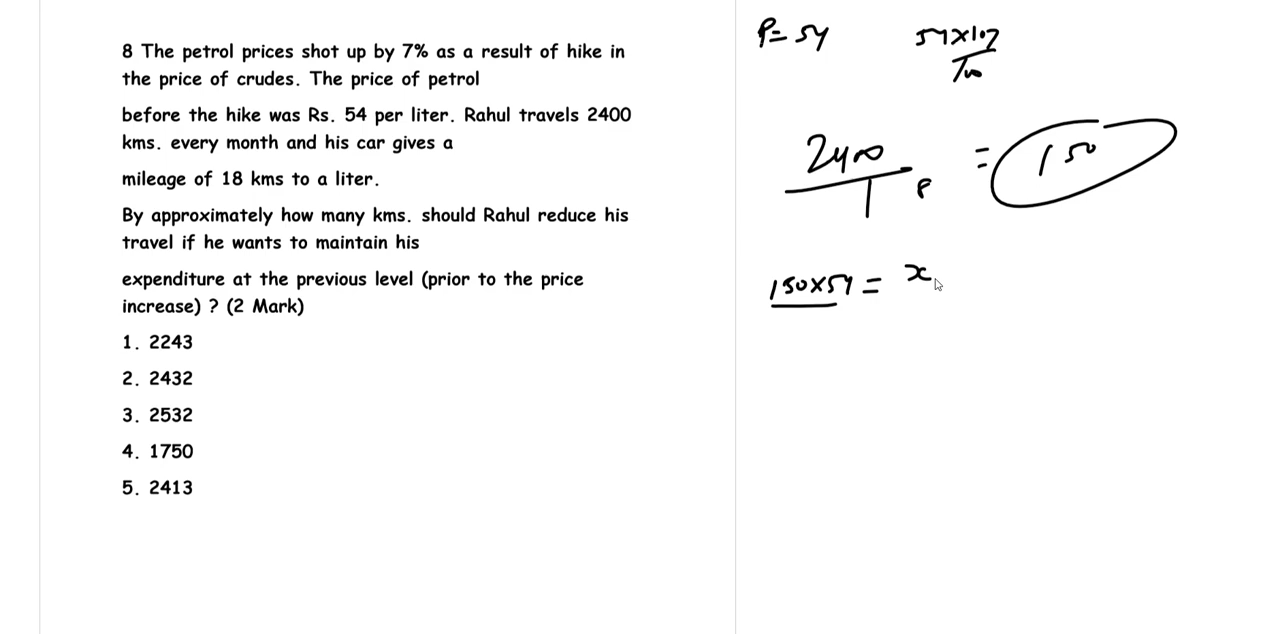 8 The petrol prices shot up by 7% as a result of hike in
the price of crudes. The price of petrol
before the hike was Rs. 54 per liter. Rahul travels 2400
kms. every month and his car gives a
mileage of 18 kms to a liter.
By approximately how many kms. should Rahul reduce his
travel if he wants to maintain his
expenditure at the previous level (prior to the price
increase) ? (2 Mark)
1. 2243
2. 2432
3. 2532
4. 1750
5. 2413
P= 54
54×107
100
2400
18
= 150
150×54 = x